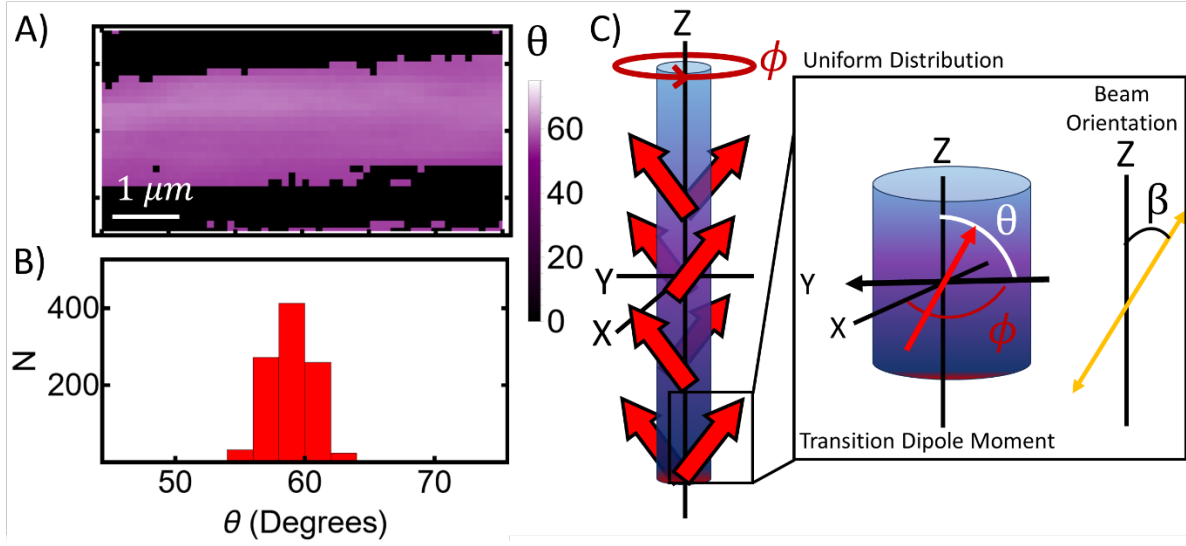 A)
1 μm
θ
60
40
20
0
B)
N
400
200
50
60
70
θ (Degrees)
C)
Z
ϕ
Y
X
Uniform Distribution
Beam
Orientation
Z
Z
θ
β
Y
X
ϕ
Transition Dipole Moment